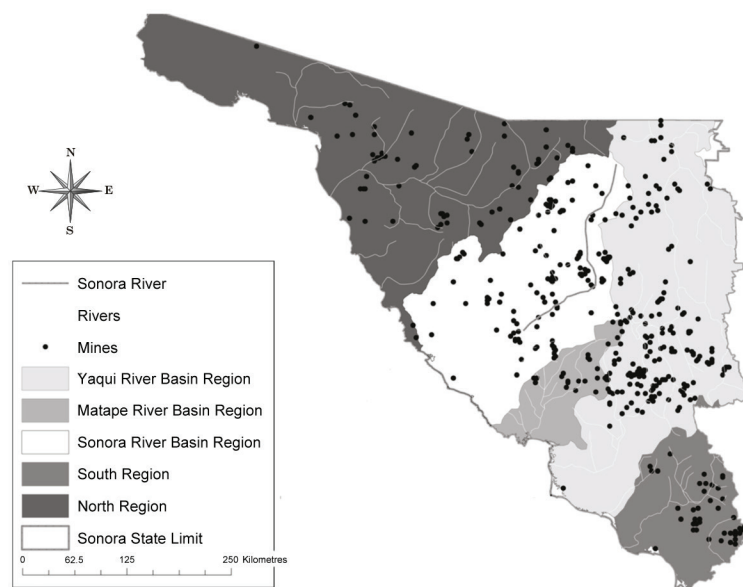 N
W E
S
Sonora River
Rivers
Mines
Yaqui River Basin Region
Matape River Basin Region
Sonora River Basin Region
South Region
North Region
Sonora State Limit
0 62.5 125 250 Kilometres